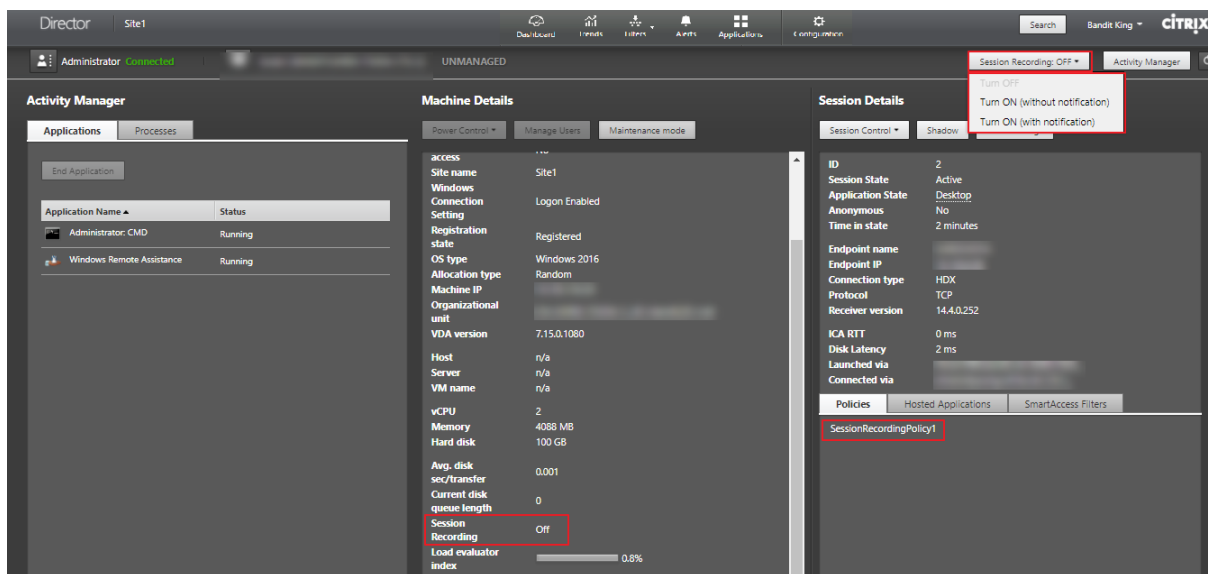 Director Site1 Dashboard Trends Filters Alerts Applications Configuration Search Bandit King CİTRIX
Administrator Connected UNMANAGED Session Recording: OFF Activity Manager
Turn OFF
Turn ON (without notification)
Turn ON (with notification)
Activity Manager
Applications Processes
End Application
Application Name Status
Administrator: CMD Running
Windows Remote Assistance Running
Machine Details
Power Control Manage Users Maintenance mode
access No
Site name Site1
Windows
Connection Logon Enabled
Setting
Registration
state Registered
OS type Windows 2016
Allocation type Random
Machine IP
Organizational
unit
VDA version 7.15.0.1080
Host n/a
Server n/a
VM name n/a
vCPU 2
Memory 4088 MB
Hard disk 100 GB
Avg. disk
sec/transfer 0.001
Current disk
queue length 0
Session
Recording Off
Load evaluator
index 0.8%
Session Details
Session Control Shadow
ID 2
Session State Active
Application State Desktop
Anonymous No
Time in state 2 minutes
Endpoint name
Endpoint IP
Connection type HDX
Protocol TCP
Receiver version 14.4.0.252
ICA RTT 0 ms
Disk Latency 2 ms
Launched via
Connected via
Policies Hosted Applications SmartAccess Filters
SessionRecordingPolicy1